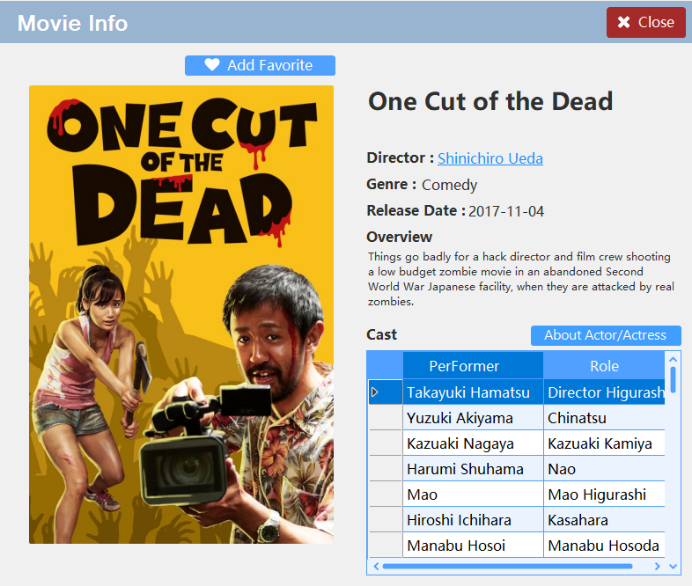 Movie Info
Close
Add Favorite
ONE CUT
OF THE
DEAD
One Cut of the Dead
Director : Shinichiro Ueda
Genre : Comedy
Release Date : 2017-11-04
Overview
Things go badly for a hack director and film crew shooting
a low budget zombie movie in an abandoned Second
World War Japanese facility, when they are attacked by real
zombies.
Cast
About Actor/Actress
PerFormer Role
Takayuki Hamatsu Director Higurash
Yuzuki Akiyama Chinatsu
Kazuaki Nagaya Kazuaki Kamiya
Harumi Shuhama Nao
Mao Mao Higurashi
Hiroshi Ichihara Kasahara
Manabu Hosoi Manabu Hosoda